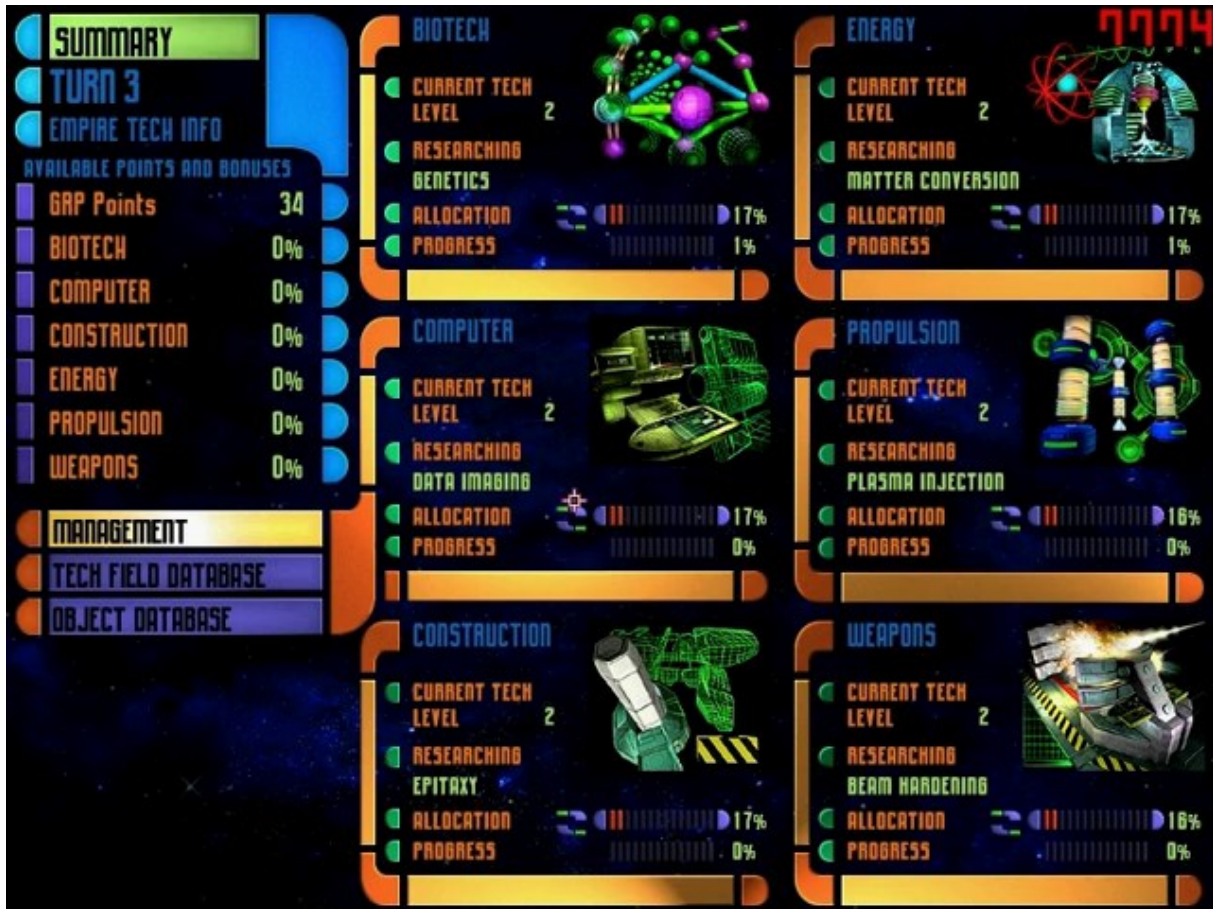 SUMMARY
TURN 3
EMPIRE TECH INFO
AVAILABLE POINTS AND BONUSES
GRP Points 34
BIOTECH 0%
COMPUTER 0%
CONSTRUCTION 0%
ENERGY 0%
PROPULSION 0%
WEAPONS 0%
MANAGEMENT
TECH FIELD DATABASE
OBJECT DATABASE
BIOTECH
CURRENT TECH
LEVEL 2
RESEARCHING
GENETICS
ALLOCATION 17%
PROGRESS 1%
ENERGY
7774
CURRENT TECH
LEVEL 2
RESEARCHING
MATTER CONVERSION
ALLOCATION 17%
PROGRESS 1%
COMPUTER
CURRENT TECH
LEVEL 2
RESEARCHING
DATA IMAGING
ALLOCATION 17%
PROGRESS 0%
PROPULSION
CURRENT TECH
LEVEL 2
RESEARCHING
PLASMA INJECTION
ALLOCATION 16%
PROGRESS 0%
CONSTRUCTION
CURRENT TECH
LEVEL 2
RESEARCHING
EPITAXY
ALLOCATION 17%
PROGRESS 0%
WEAPONS
CURRENT TECH
LEVEL 2
RESEARCHING
BEAM HARDENING
ALLOCATION 16%
PROGRESS 0%